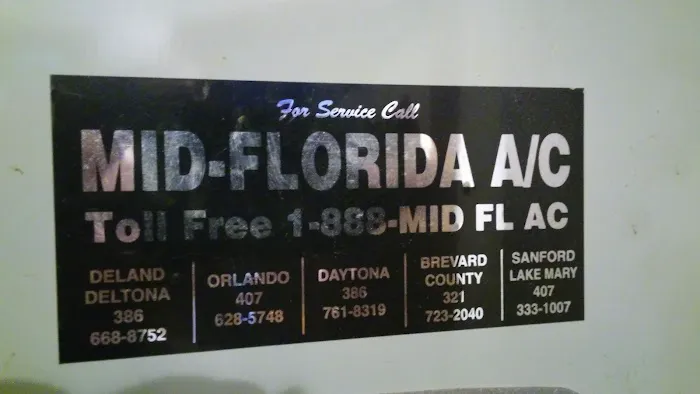 For Service Call
MID-FLORIDA A/C
Toll Free 1-888-MID FL AC
DELAND
DELTONA
386
668-8752
ORLANDO
407
628-5748
DAYTONA
386
761-8319
BREVARD
COUNTY
321
723-2040
SANFORD
LAKE MARY
407
333-1007